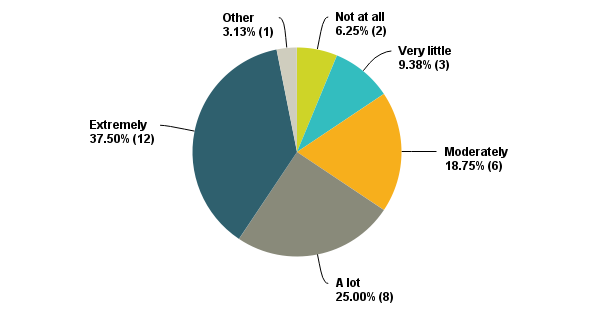 Other
3.13% (1)
Not at all
6.25% (2)
Very little
9.38% (3)
Extremely
37.50% (12)
Moderately
18.75% (6)
A lot
25.00% (8)